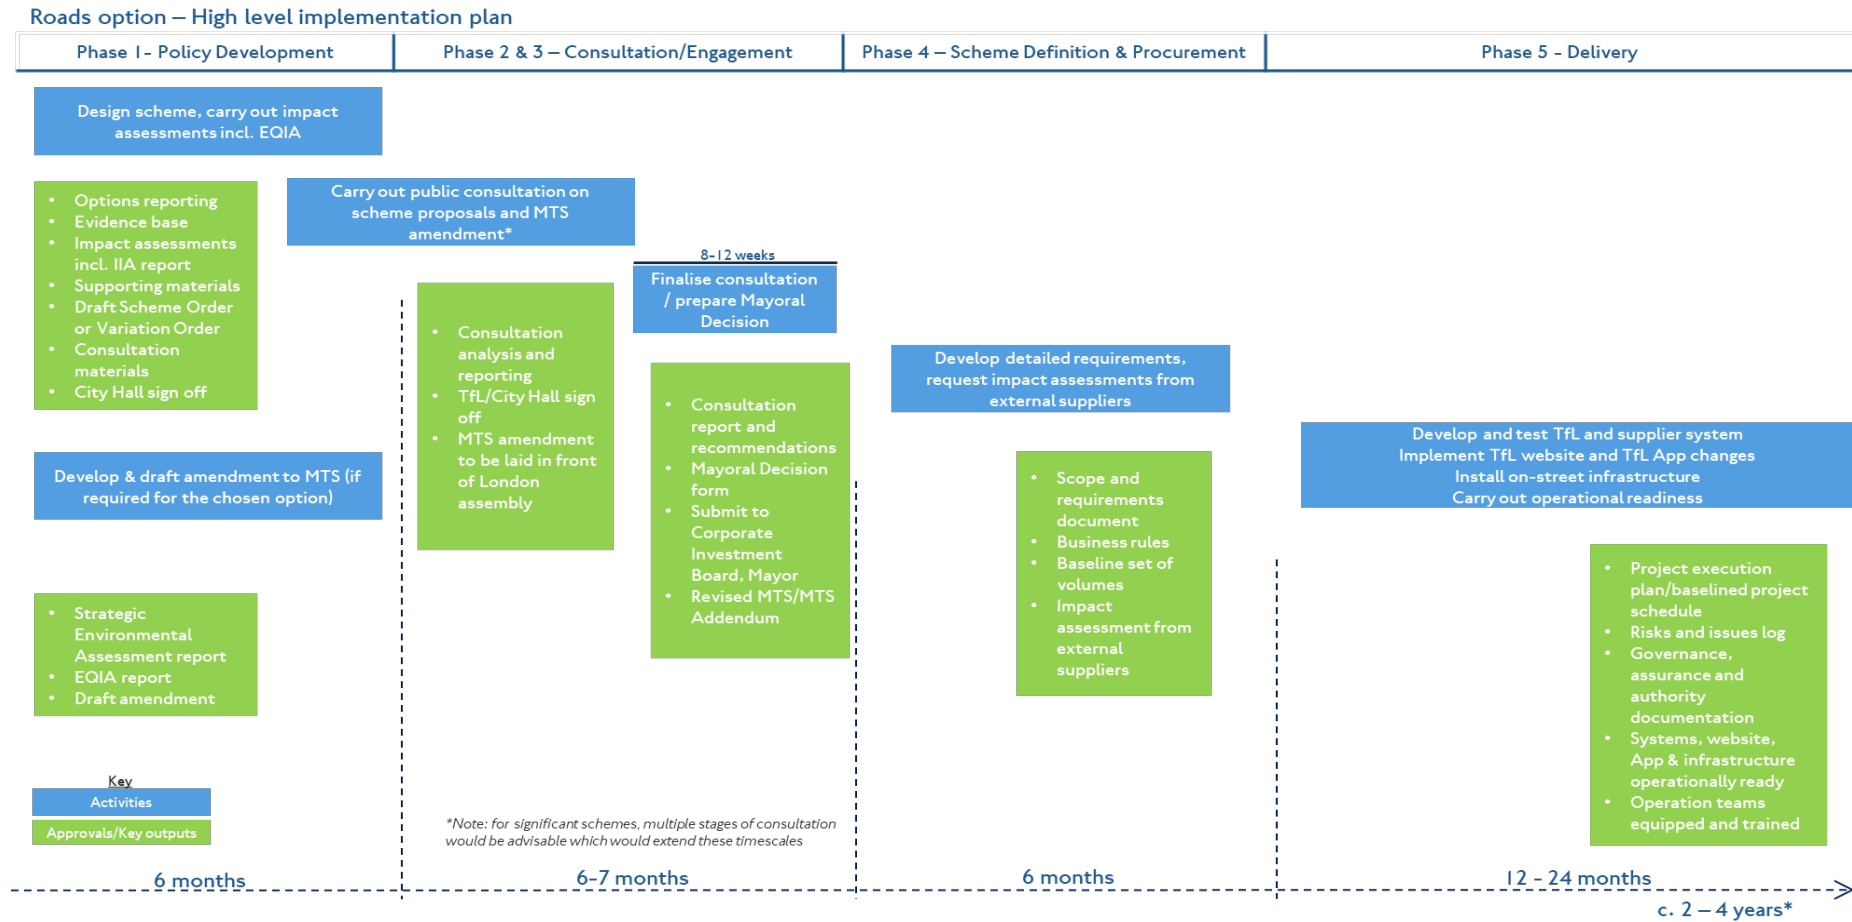 Roads option – High level implementation plan
Phase 1- Policy Development
Phase 2 & 3 – Consultation/Engagement
Phase 4 – Scheme Definition & Procurement
Phase 5 - Delivery
Design scheme, carry out impact
assessments incl. EQIA
• Options reporting
• Evidence base
• Impact assessments
incl. IIA report
• Supporting materials
• Draft Scheme Order
or Variation Order
• Consultation
materials
• City Hall sign off
Develop & draft amendment to MTS (if
required for the chosen option)
• Strategic
Environmental
Assessment report
• EQIA report
• Draft amendment
Key
Activities
Approvals/Key outputs
Carry out public consultation on
scheme proposals and MTS
amendment*
• Consultation
analysis and
reporting
• TfL/City Hall sign
off
• MTS amendment
to be laid in front
of London
assembly
8-12 weeks
Finalise consultation
/ prepare Mayoral
Decision
• Consultation
report and
recommendations
• Mayoral Decision
form
• Submit to
Corporate
Investment
Board, Mayor
• Revised MTS/MTS
Addendum
*Note: for significant schemes, multiple stages of consultation
would be advisable which would extend these timescales
Develop detailed requirements,
request impact assessments from
external suppliers
• Scope and
requirements
document
• Business rules
• Baseline set of
volumes
• Impact
assessment from
external
suppliers
Develop and test TfL and supplier system
Implement TfL website and TfL App changes
Install on-street infrastructure
Carry out operational readiness
• Project execution
plan/baselined project
schedule
• Risks and issues log
• Governance,
assurance and
authority
documentation
• Systems, website,
App & infrastructure
operationally ready
• Operation teams
equipped and trained
6 months
6-7 months
6 months
12 - 24 months
c. 2 – 4 years*